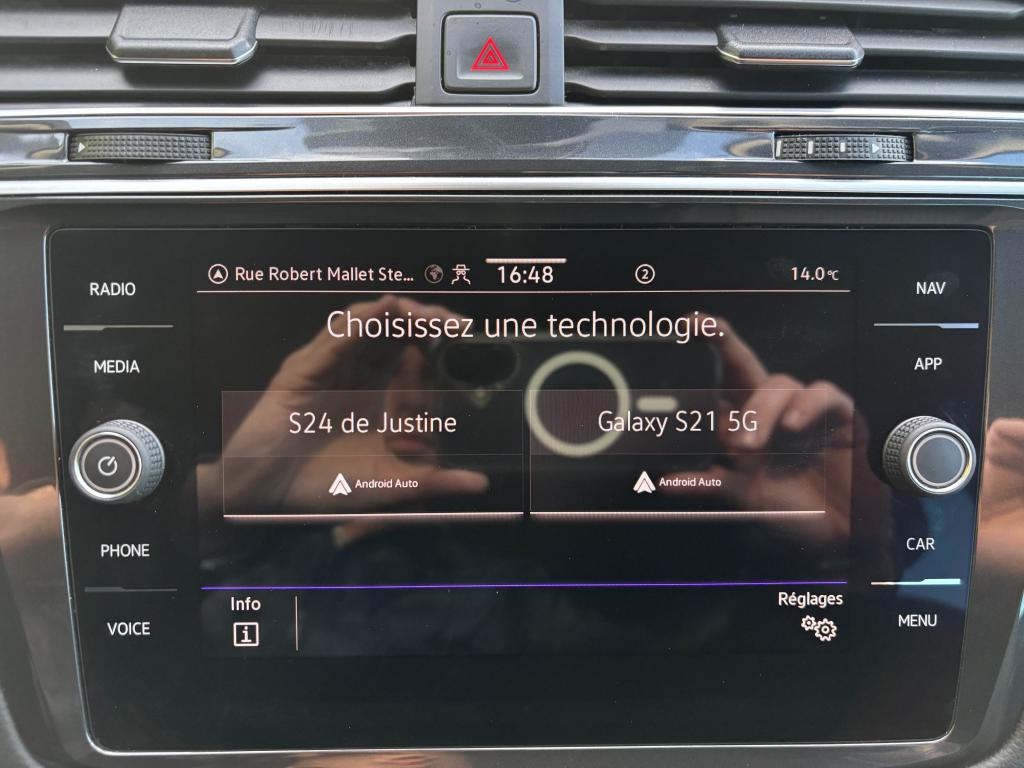 RADIO
MEDIA
PHONE
VOICE
Rue Robert Mallet Ste...
16:48
2
14.0°C
Choisissez une technologie.
S24 de Justine
Android Auto
Galaxy S21 5G
Android Auto
Info
i
Réglages
NAV
APP
CAR
MENU